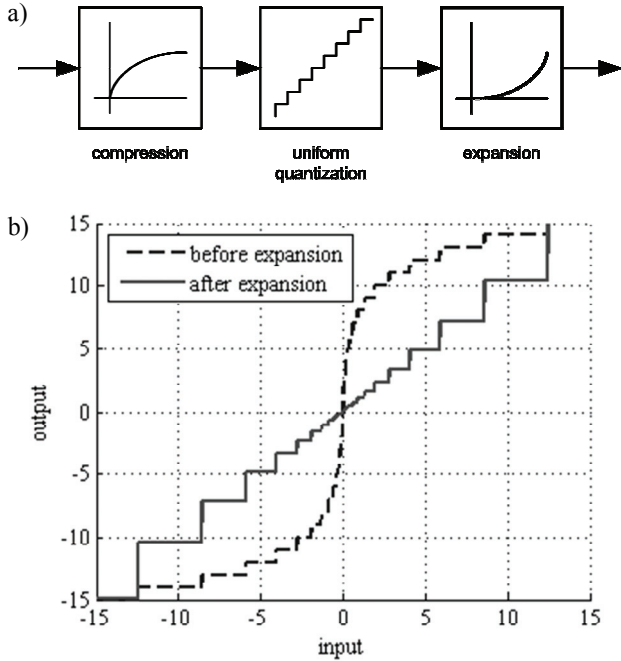 a)
compression
uniform
quantization
expansion
b)
before expansion
after expansion
output
15
10
5
0
-5
-10
-15
-15
-10
-5
0
5
10
15
input